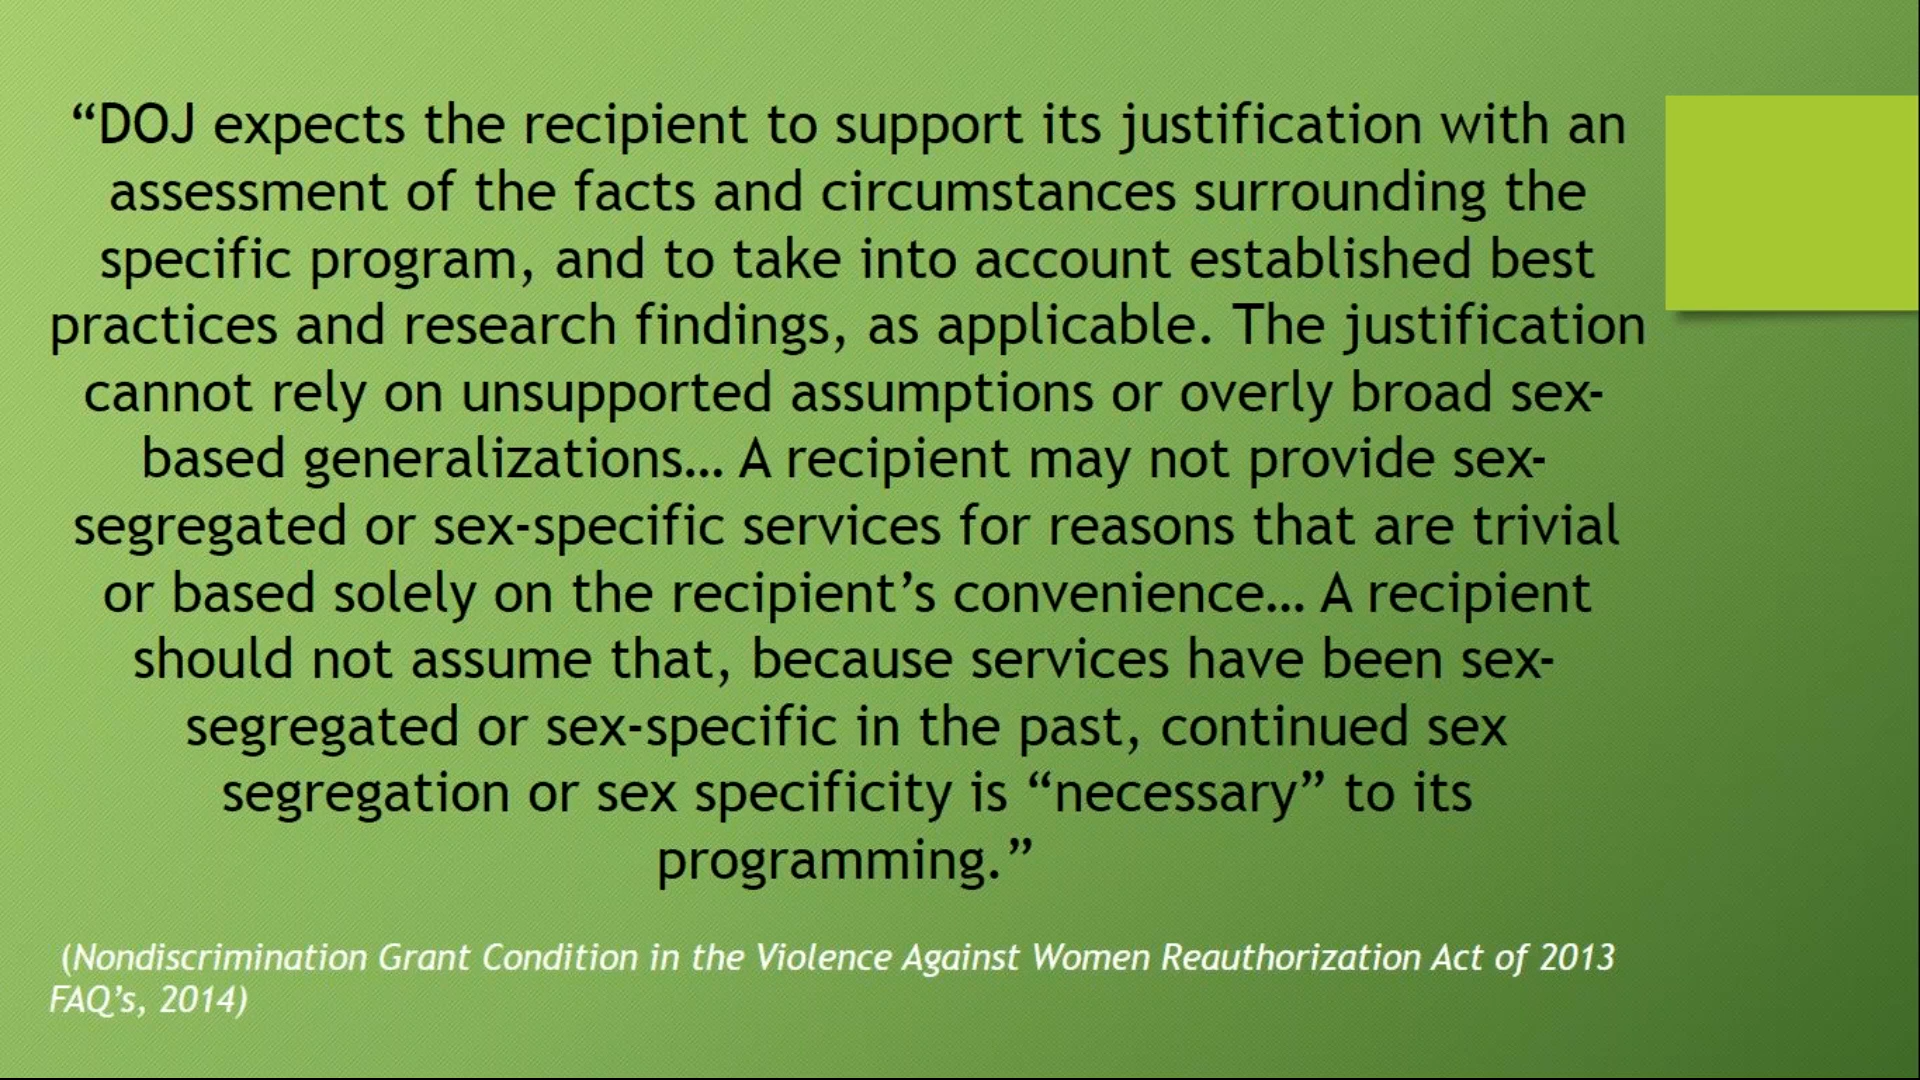 “DOJ expects the recipient to support its justification with an
assessment of the facts and circumstances surrounding the
specific program, and to take into account established best
practices and research findings, as applicable. The justification
cannot rely on unsupported assumptions or overly broad sex-
based generalizations… A recipient may not provide sex-
segregated or sex-specific services for reasons that are trivial
or based solely on the recipient’s convenience… A recipient
should not assume that, because services have been sex-
segregated or sex-specific in the past, continued sex
segregation or sex specificity is “necessary” to its
programming.”
(Nondiscrimination Grant Condition in the Violence Against Women Reauthorization Act of 2013
FAQ’s, 2014)